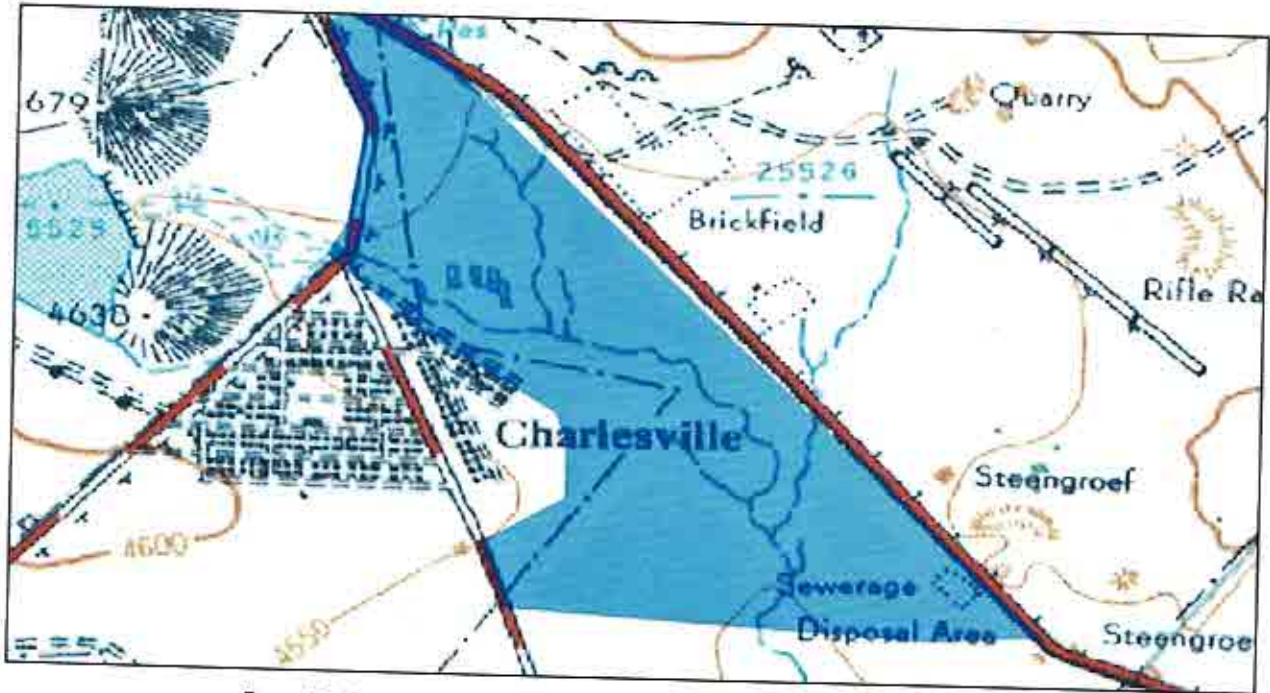 Res
679
Quarry
25526
Brickfield
5529
4630
Rifle Ra
Charlesville
Steengroef
4600
Sewerage
Disposal Area
4550
Steengroe